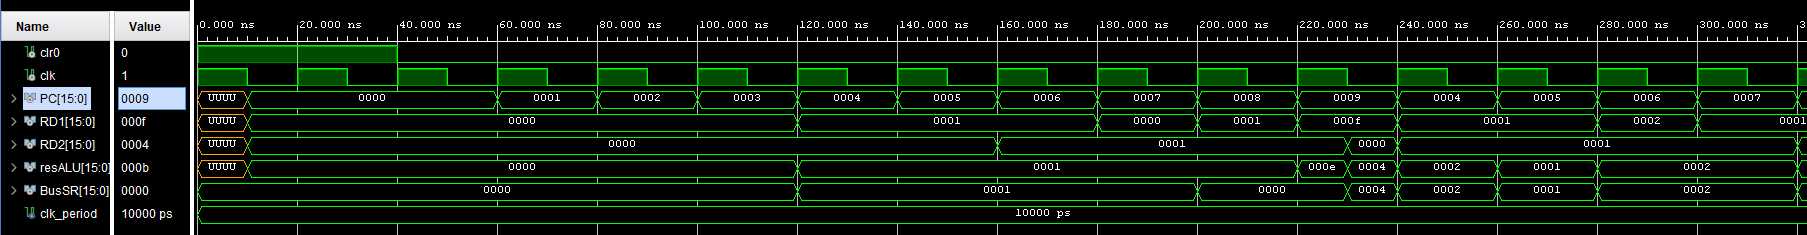 Name Value 0.000 ns 20.000 ns 40.000 ns 60.000 ns 80.000 ns 100.000 ns 120.000 ns 140.000 ns 160.000 ns 180.000 ns 200.000 ns 220.000 ns 240.000 ns 260.000 ns 280.000 ns 300.000 ns
clr0 0
clk 1
PC[15:0] 0009 UUUU 0000 0001 0002 0003 0004 0005 0006 0007 0008 0009 0004 0005 0006 0007
RD1[15:0] 000f UUUU 0000 0001 0000 0001 000f 0001 0002 0001
RD2[15:0] 0004 UUUU 0000 0001 0000 0001
resALU[15:0] 000b UUUU 0000 0001 000e 0004 0002 0001 0002
BusSR[15:0] 0000 0000 0001 0000 0004 0002 0001 0002
clk_period 10000 ps 10000 ps